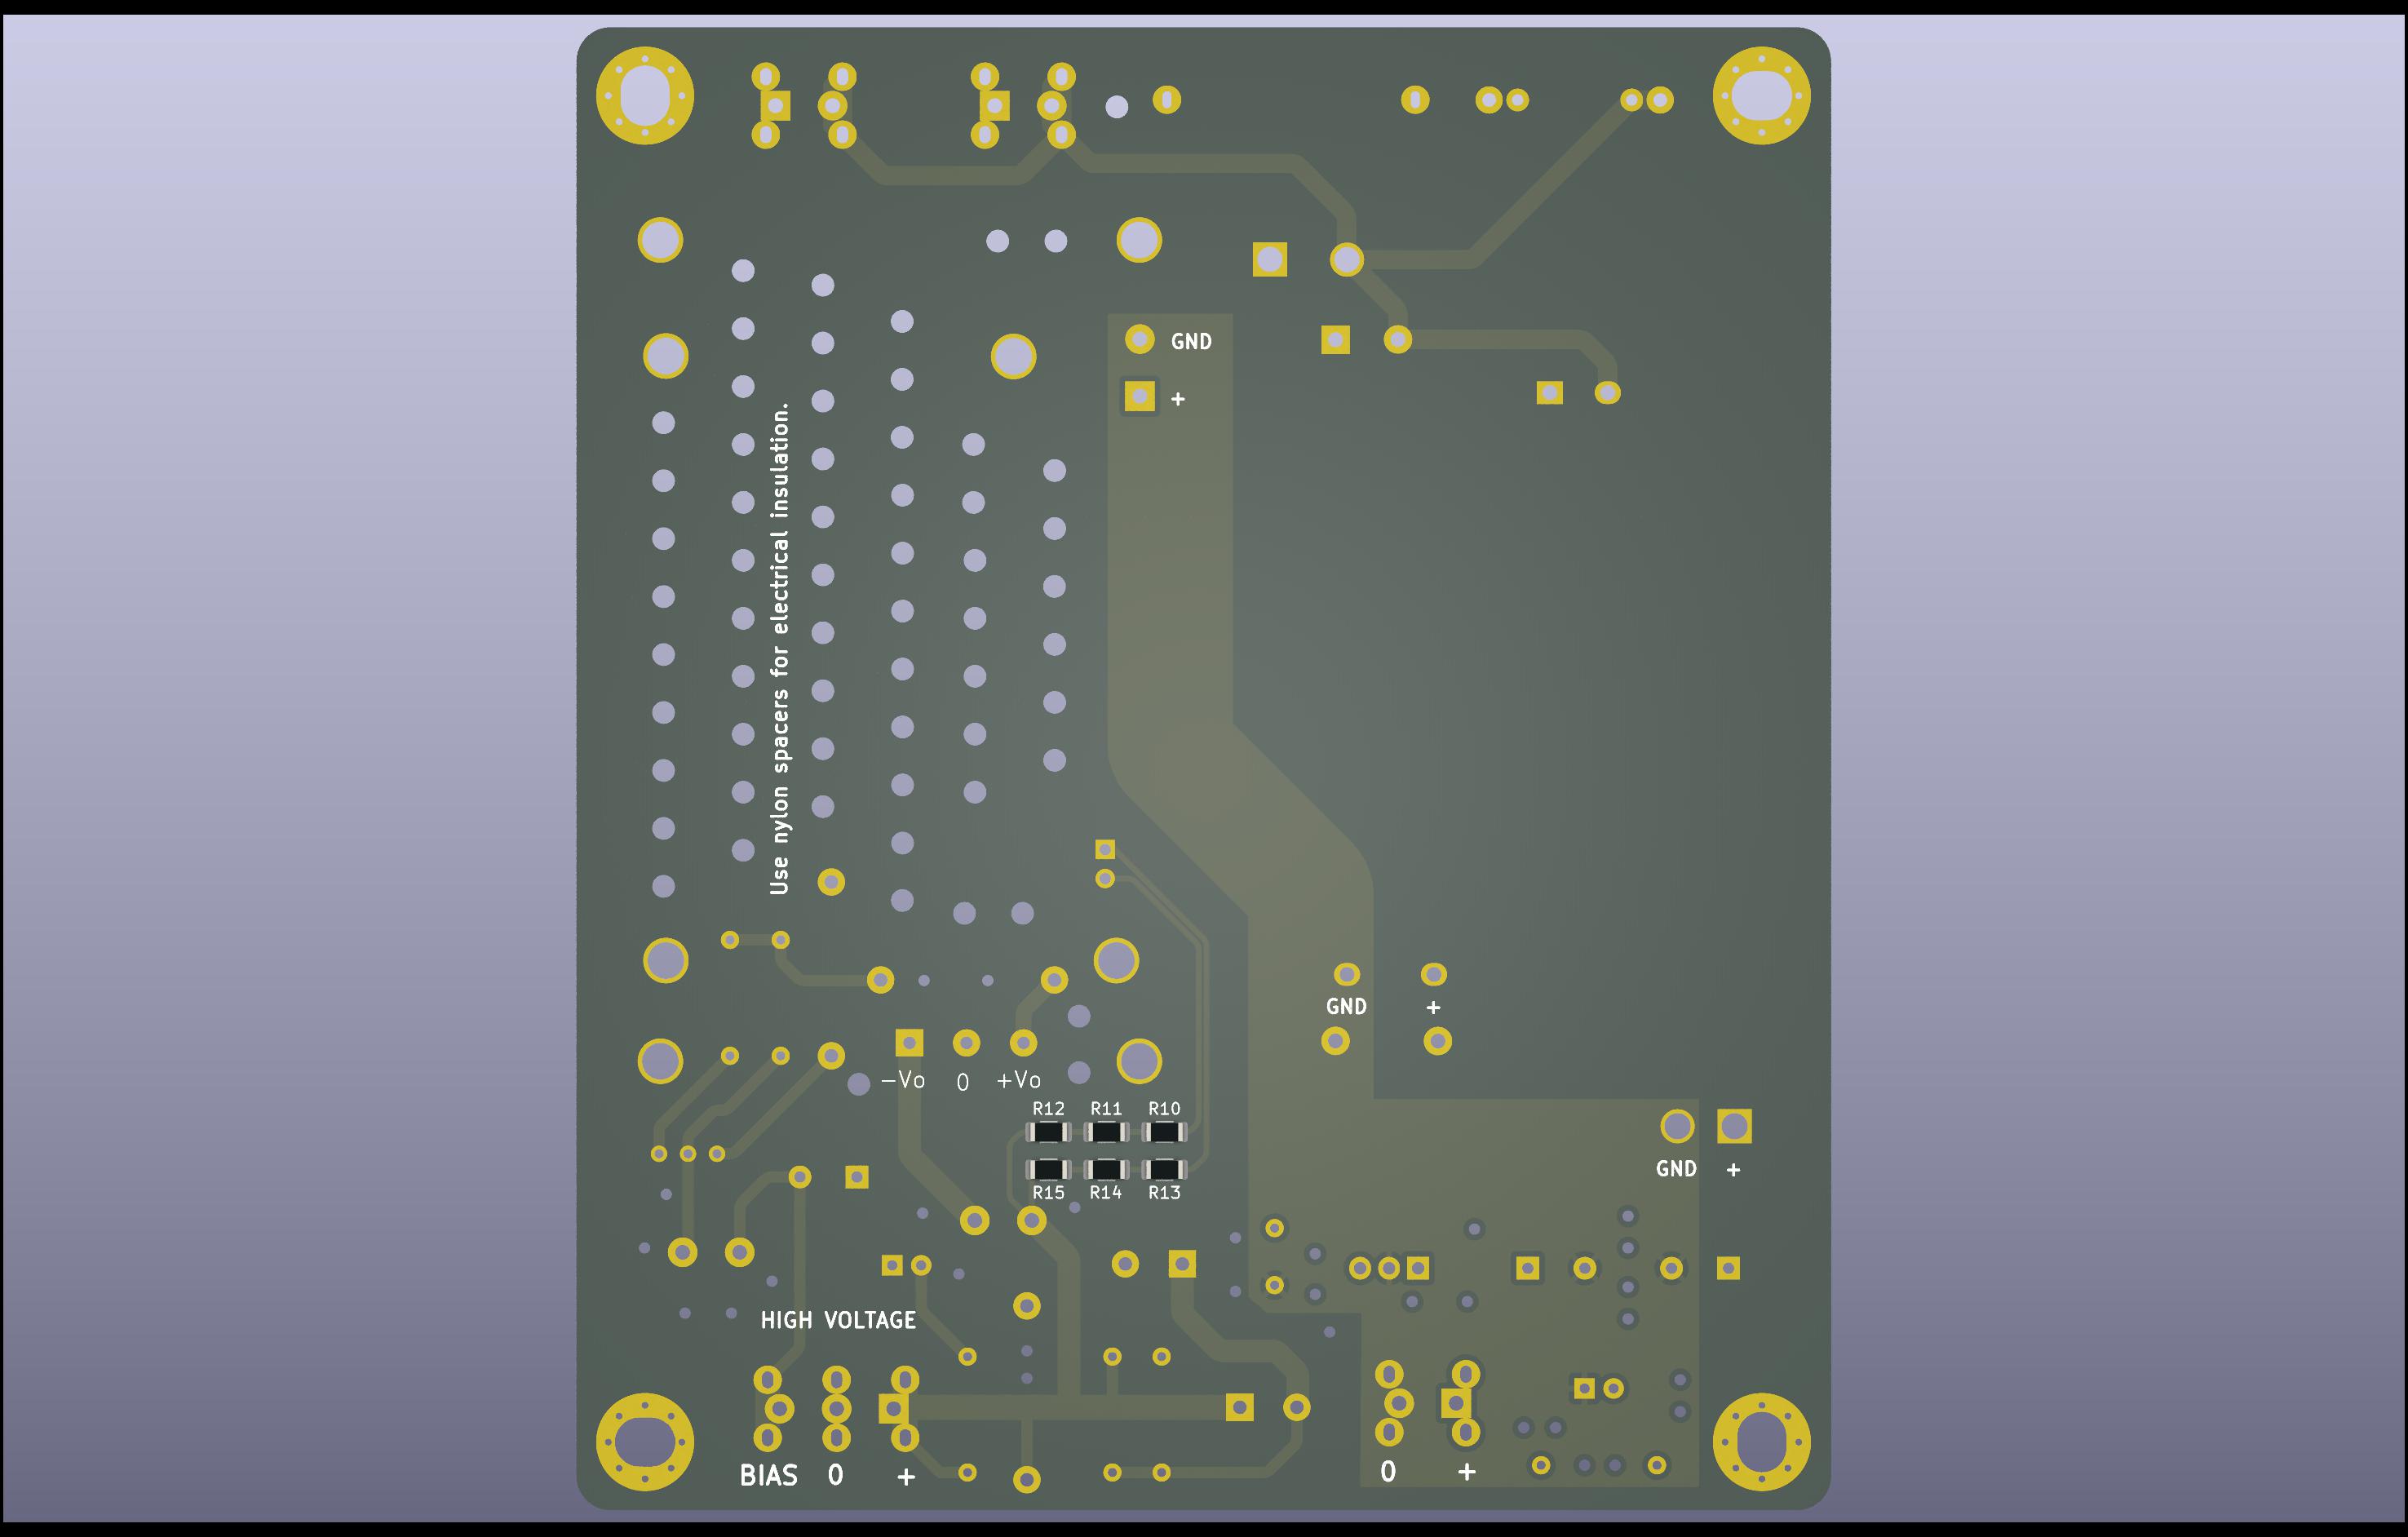 GND
+
Use nylon spacers for electrical insulation.
GND +
-Vo 0 +Vo
R12 R11 R10
R15 R14 R13
GND +
HIGH VOLTAGE
BIAS 0 +
0 +